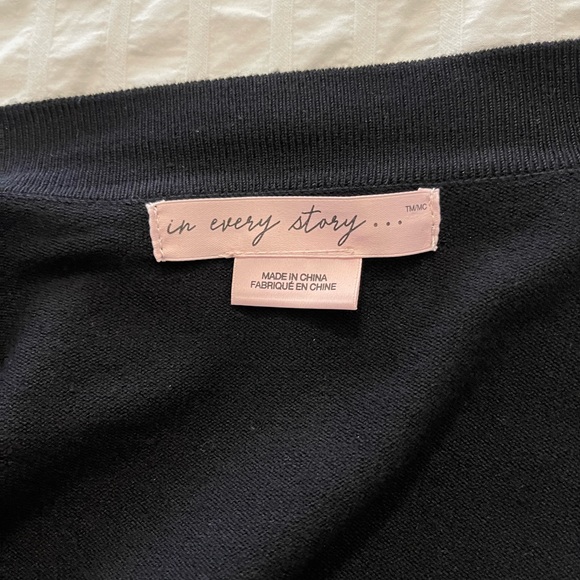 in every story...
TM/MC
MADE IN CHINA
FABRIQUÉ EN CHINE